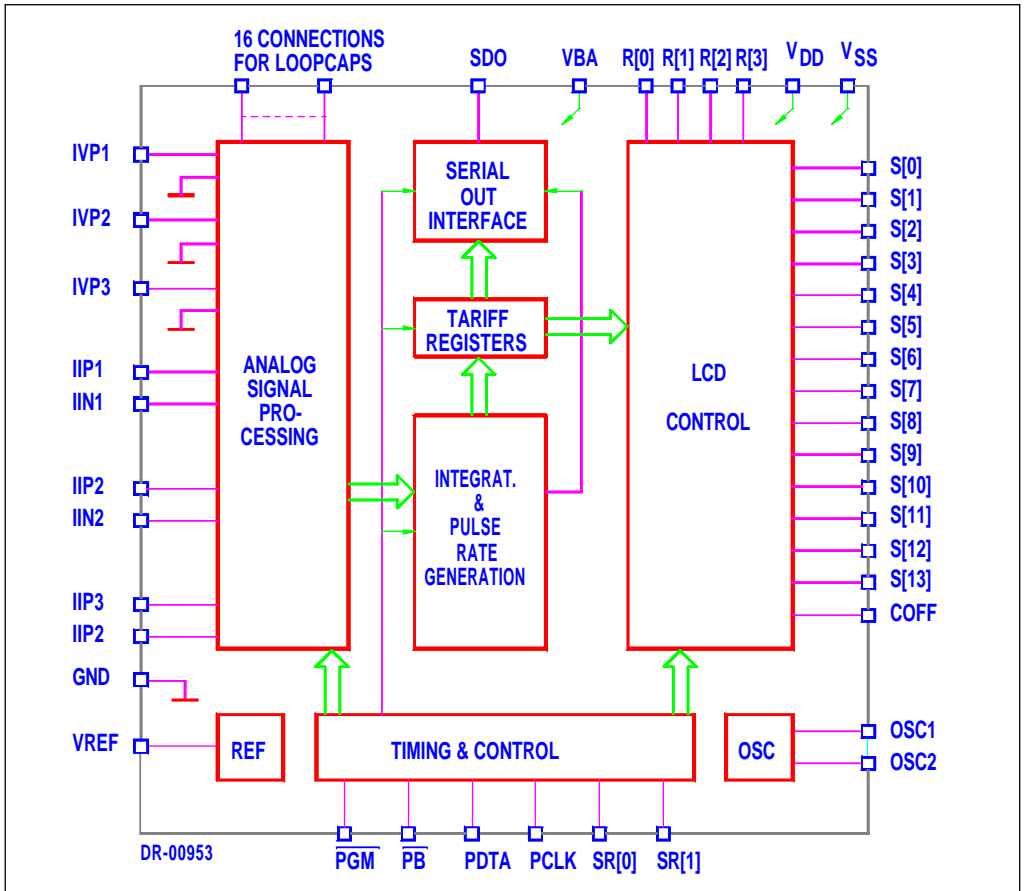 16 CONNECTIONS
FOR LOOPCAPS
SDO
VBA
R[0] R[1] R[2] R[3]
VDD
VSS
IVP1
IVP2
IVP3
IIP1
IIN1
IIP2
IIN2
IIP3
IIP2
GND
VREF
ANALOG
SIGNAL
PRO-
CESSING
SERIAL
OUT
INTERFACE
TARIFF
REGISTERS
INTEGRAT.
&
PULSE
RATE
GENERATION
LCD
CONTROL
S[0]
S[1]
S[2]
S[3]
S[4]
S[5]
S[6]
S[7]
S[8]
S[9]
S[10]
S[11]
S[12]
S[13]
COFF
OSC1
OSC2
REF
TIMING & CONTROL
OSC
DR-00953
PGM
PB
PDTA
PCLK
SR[0]
SR[1]